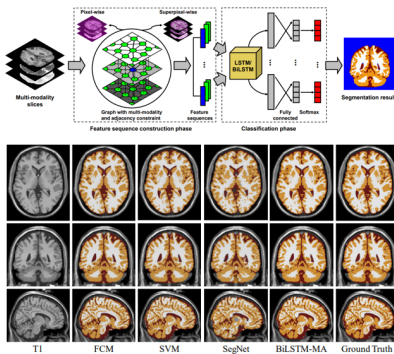 Pixel-wise
Superpixel-wise
Multi-modality
slices
Graph with multi-modality
and adjacency constraint
Feature
sequences
Feature sequence construction phase
LSTM/
BiLSTM
Fully
connected
Softmax
Classification phase
Segmentation result
T1
FCM
SVM
SegNet
BiLSTM-MA
Ground Truth